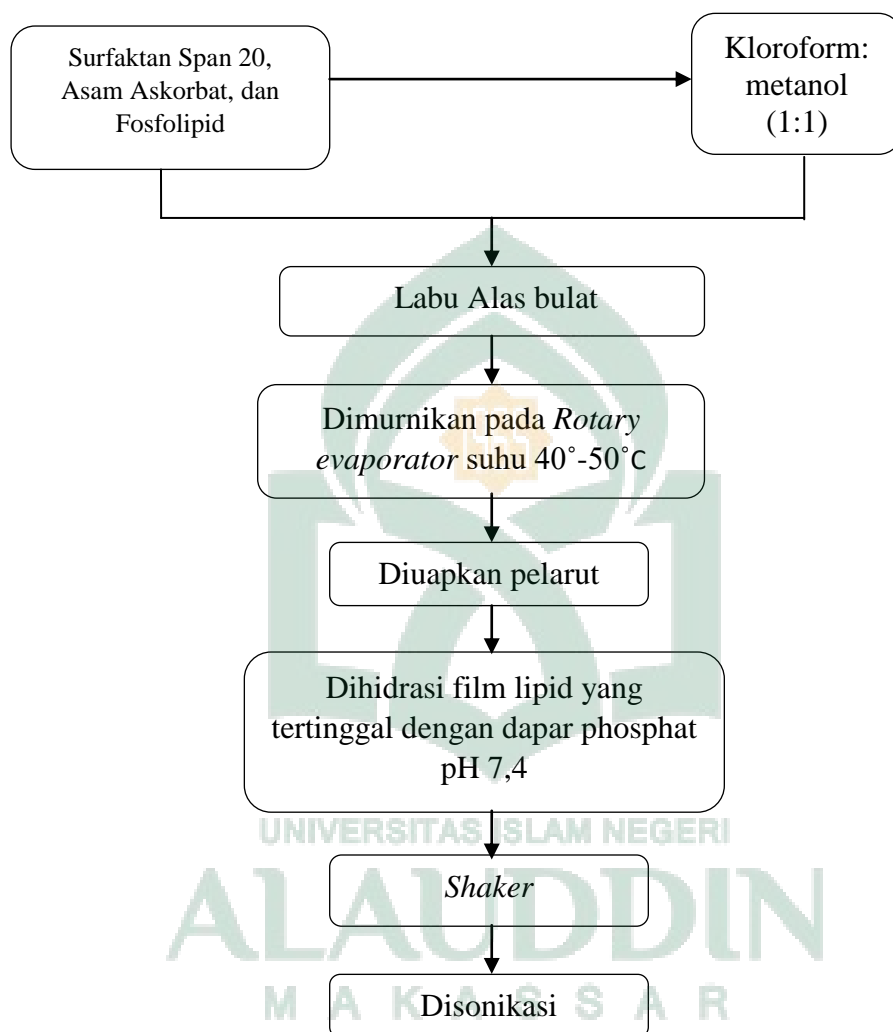 Surfaktan Span 20,
Asam Askorbat, dan
Fosfolipid
Kloroform:
metanol
(1:1)
Labu Alas bulat
Dimurnikan pada Rotary
evaporator suhu 40˚-50˚C
Diuapkan pelarut
Dihidrasi film lipid yang
tertinggal dengan dapar phosphat
pH 7,4
UNIVERSITAS ISLAM NEGERI
Shaker
ALAUDDIN
Disonikasi
MAKASSAR